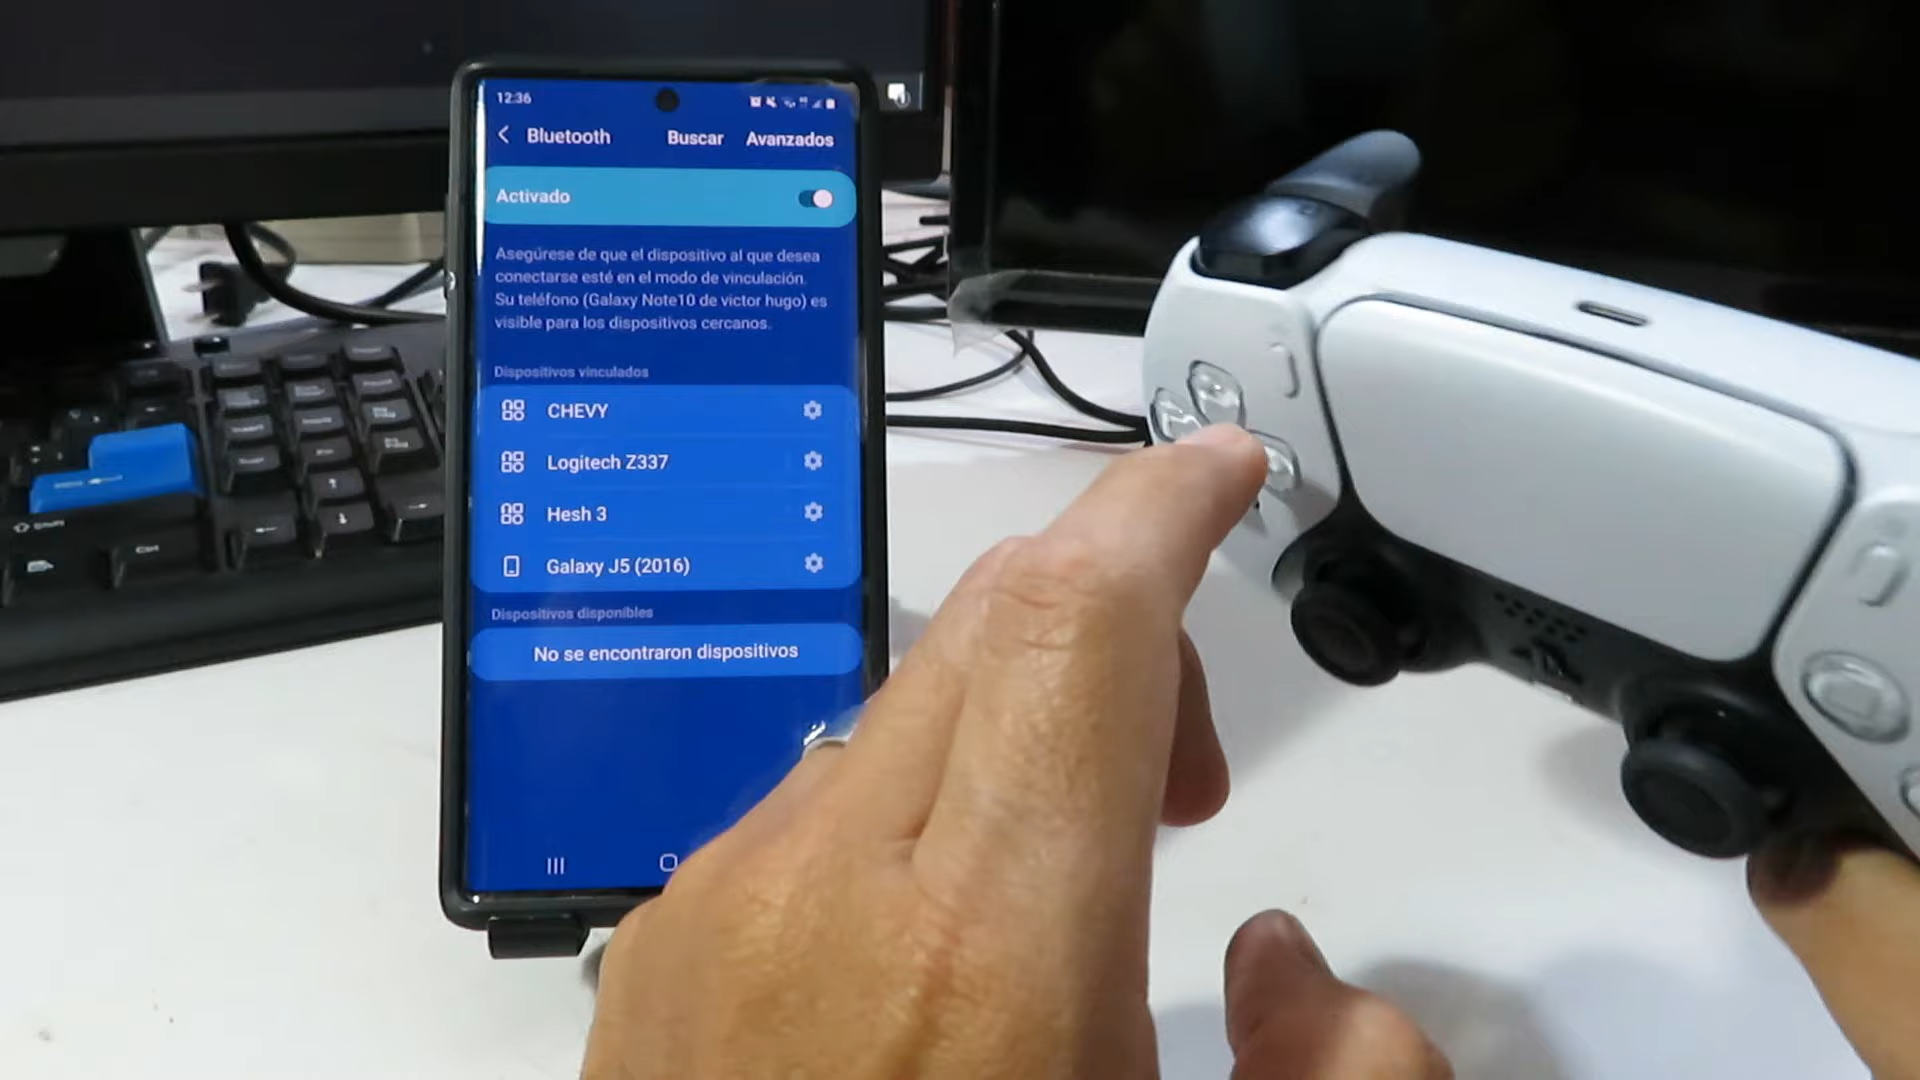 12:36
Bluetooth Buscar Avanzados
Activado
Asegúrese de que el dispositivo al que desea
conectarse esté en el modo de vinculación.
Su teléfono (Galaxy Note10 de victor hugo) es
visible para los dispositivos cercanos.
Dispositivos vinculados
CHEVY
Logitech Z337
Hesh 3
Galaxy J5 (2016)
Dispositivos disponibles
No se encontraron dispositivos
Ctrl